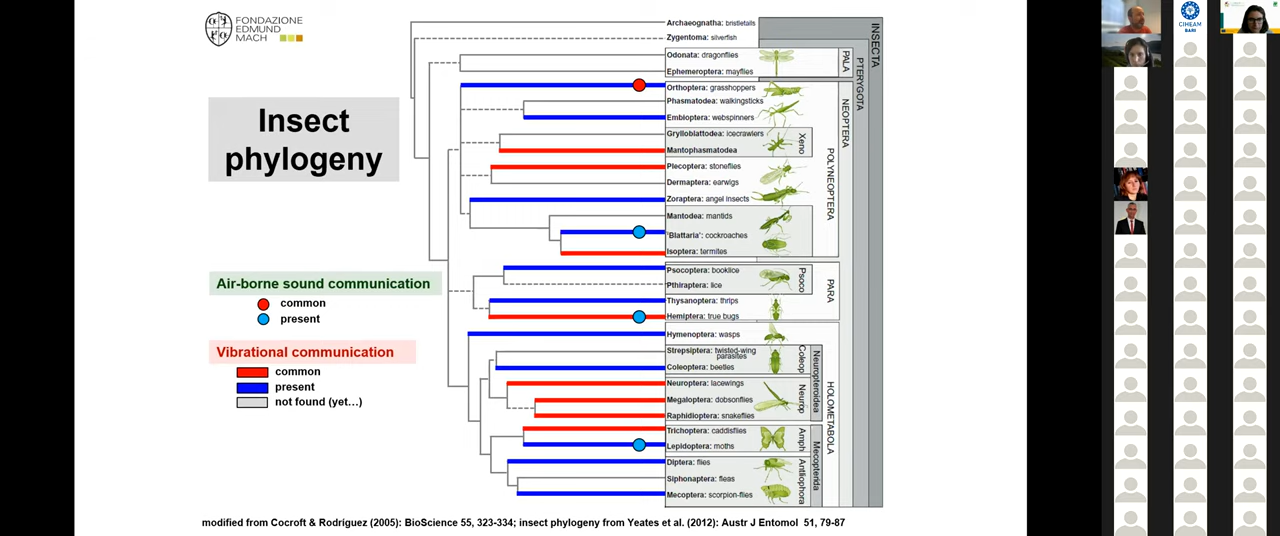 FONDAZIONE
EDMUND
MACH
Insect
phylogeny
Air-borne sound communication
common
present
Vibrational communication
common
present
not found (yet…)
Archaeognatha: bristletails
Zygentoma: silverfish
Odonata: dragonflies
Ephemeroptera: mayflies
Orthoptera: grasshoppers
Phasmatodea: walkingsticks
Embioptera: webspinners
Grylloblattodea: icecrawlers
Mantophasmatodea
Plecoptera: stoneflies
Dermaptera: earwigs
Zoraptera: angel insects
Mantodea: mantids
'Blattaria': cockroaches
Isoptera: termites
Psocoptera: booklice
Pthiraptera: lice
Thysanoptera: thrips
Hemiptera: true bugs
Hymenoptera: wasps
Strepsiptera: twisted-wing
parasites
Coleoptera: beetles
Neuroptera: lacewings
Megaloptera: dobsonflies
Raphidioptera: snakeflies
Trichoptera: caddisflies
Lepidoptera: moths
Diptera: flies
Siphonaptera: fleas
Mecoptera: scorpion-flies
PALA
Xeno
Psoco
Coleop
Neurop
Amph
Antliophora
Neuropteroidea
Mecopterida
POLYNEOPTERA
PARA
HOLOMETABOLA
NEOPTERA
PTERYGOTA
INSECTA
modified from Cocroft & Rodríguez (2005): BioScience 55, 323-334; insect phylogeny from Yeates et al. (2012): Austr J Entomol 51, 79-87
CIHEAM
BARI